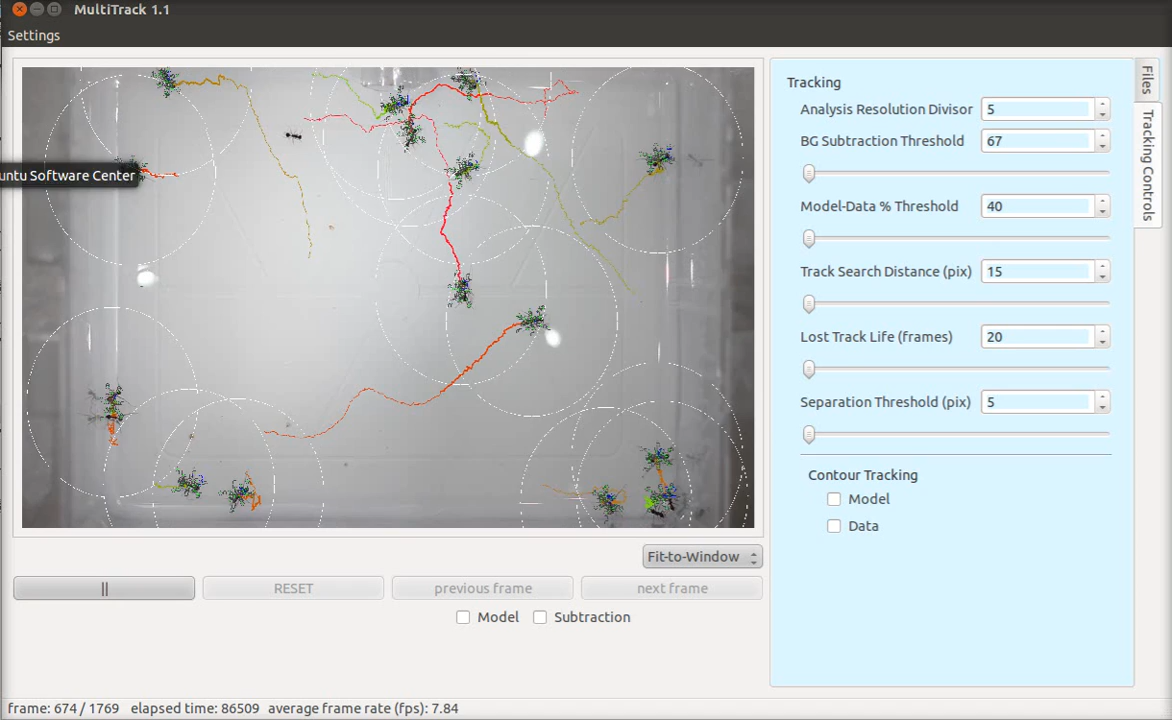 MultiTrack 1.1
Settings
Tracking
Analysis Resolution Divisor 5
BG Subtraction Threshold 67
untu Software Center
Model-Data % Threshold 40
Track Search Distance (pix) 15
Lost Track Life (frames) 20
Separation Threshold (pix) 5
Contour Tracking
Model
Data
Files
Tracking Controls
Fit-to-Window
RESET
previous frame
next frame
Model
Subtraction
frame: 674 / 1769 elapsed time: 86509 average frame rate (fps): 7.84